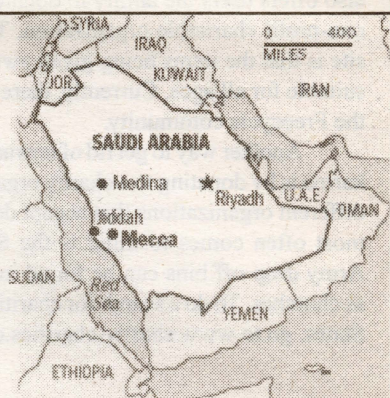 SYRIA
IRAQ
0 400
MILES
JOR.
KUWAIT
IRAN
SAUDI ARABIA
Medina
Riyadh
U.A.E.
OMAN
Jiddah
Mecca
SUDAN
Red
Sea
YEMEN
ETHIOPIA